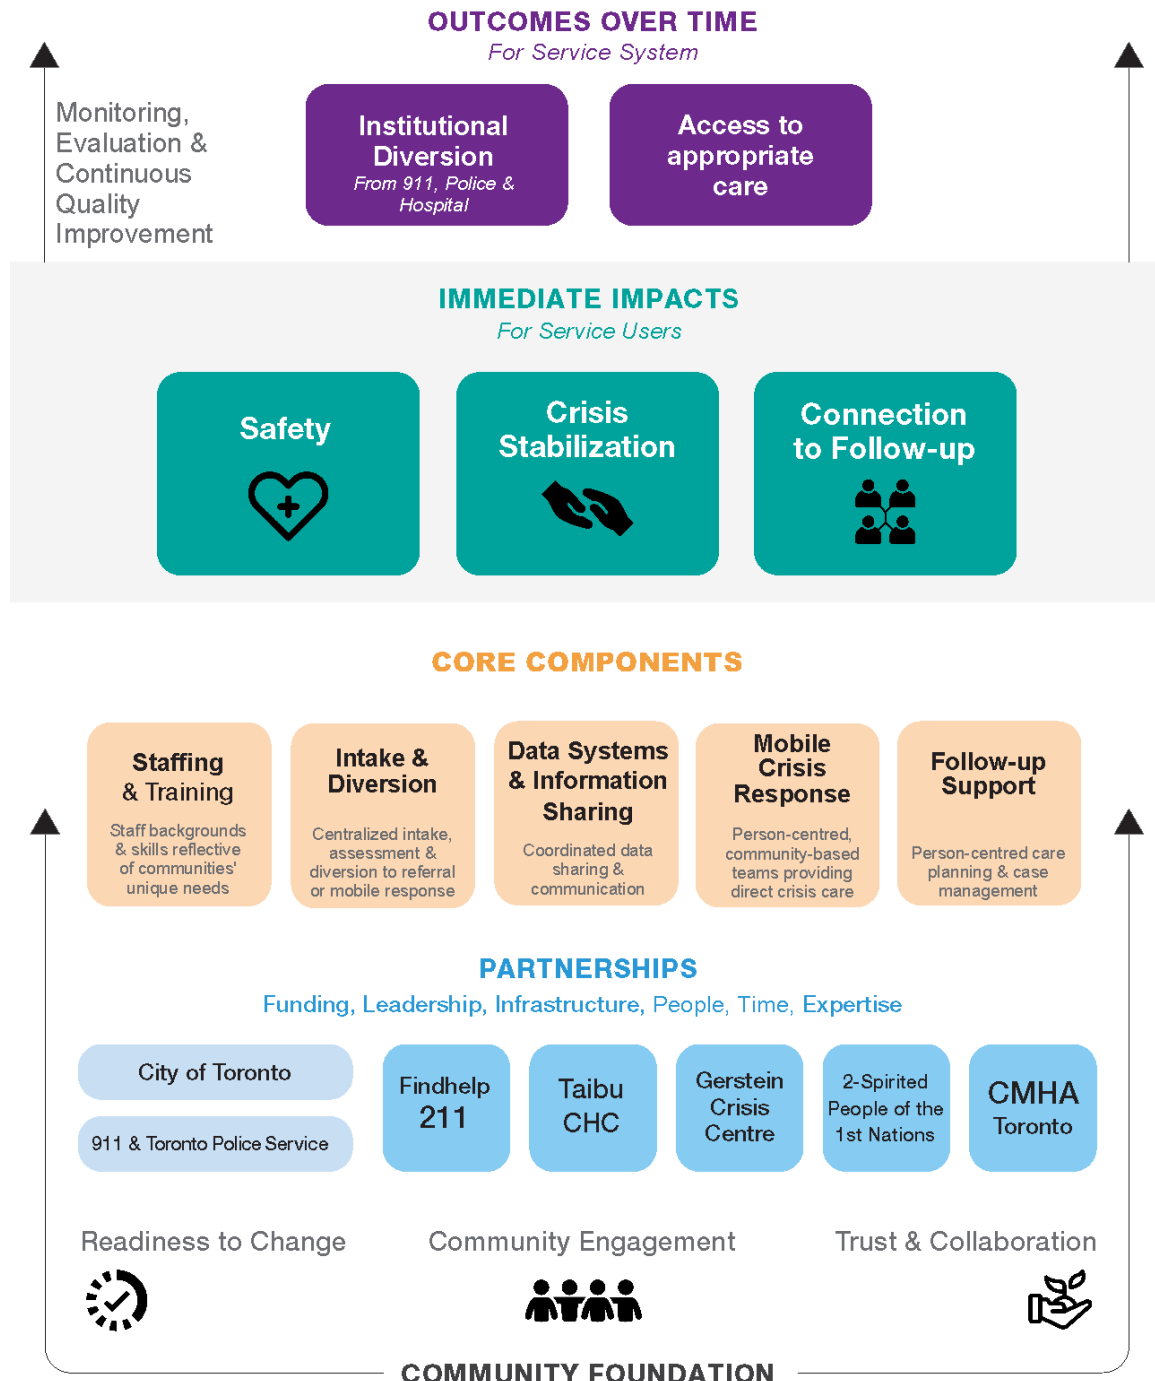 OUTCOMES OVER TIME
For Service System
Monitoring,
Evaluation &
Continuous
Quality
Improvement
Institutional
Diversion
From 911, Police &
Hospital
Access to
appropriate
care
IMMEDIATE IMPACTS
For Service Users
Safety
Crisis
Stabilization
Connection
to Follow-up
CORE COMPONENTS
Staffing
& Training
Staff backgrounds
& skills reflective
of communities'
unique needs
Intake &
Diversion
Centralized intake,
assessment &
diversion to referral
or mobile response
Data Systems
& Information
Sharing
Coordinated data
sharing &
communication
Mobile
Crisis
Response
Person-centred,
community-based
teams providing
direct crisis care
Follow-up
Support
Person-centred care
planning & case
management
PARTNERSHIPS
Funding, Leadership, Infrastructure, People, Time, Expertise
City of Toronto
911 & Toronto Police Service
Findhelp
211
Taibu
CHC
Gerstein
Crisis
Centre
2-Spirited
People of the
1st Nations
CMHA
Toronto
Readiness to Change
Community Engagement
Trust & Collaboration
COMMUNITY FOUNDATION